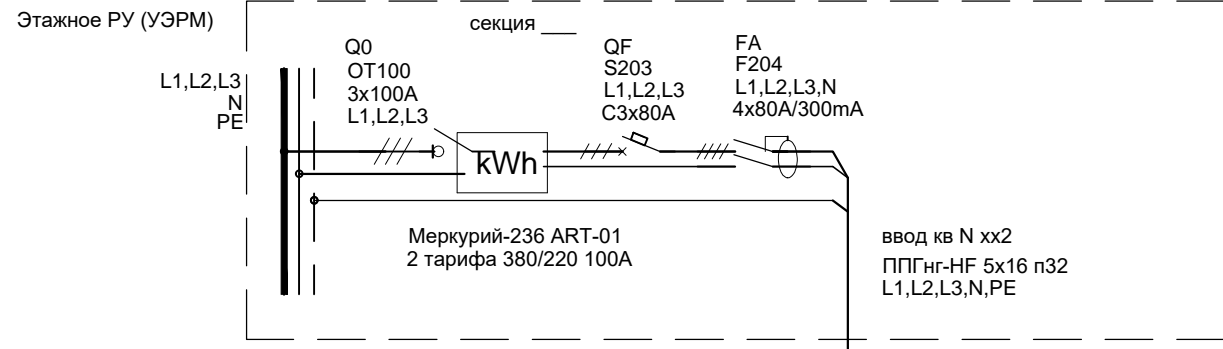 Этажное РУ (УЭРМ)
секция ___
L1,L2,L3
N
PE
Q0
OT100
3x100A
L1,L2,L3
QF
S203
L1,L2,L3
C3x80A
FA
F204
L1,L2,L3,N
4x80A/300mA
kWh
Меркурий-236 ART-01
2 тарифа 380/220 100А
ввод кв N хх2
ППГнг-HF 5х16 п32
L1,L2,L3,N,PE